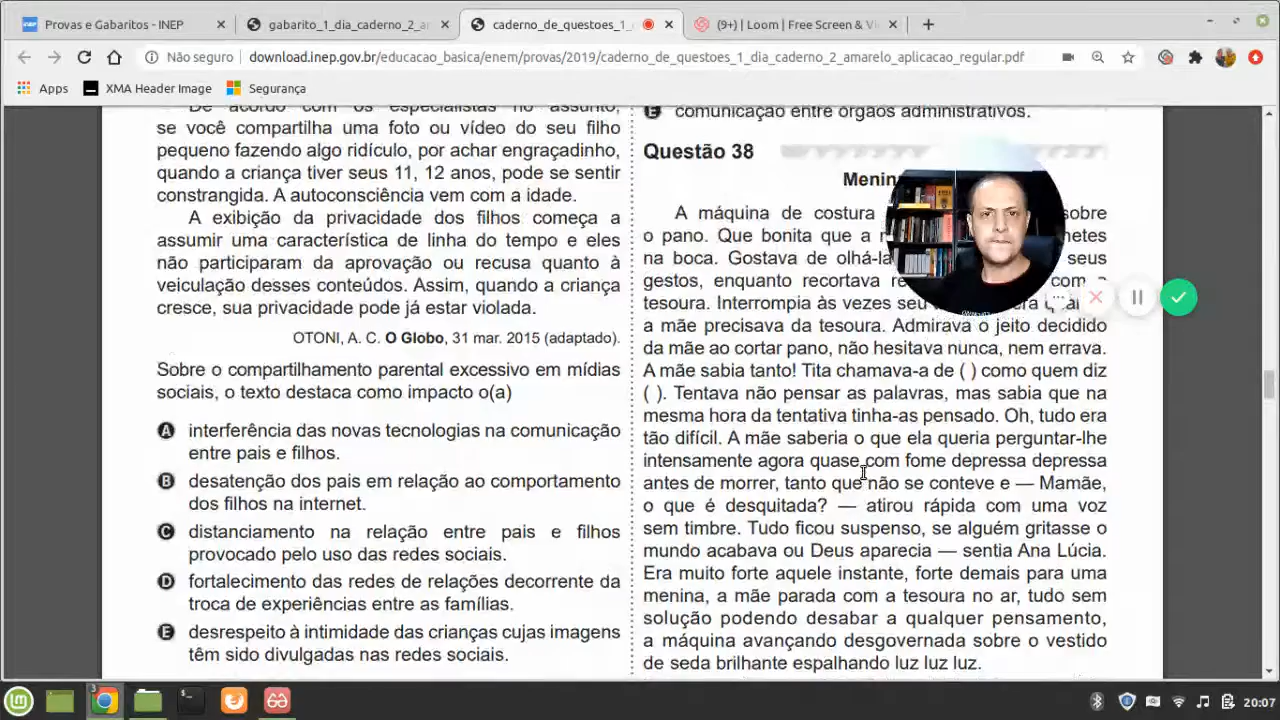 Provas e Gabaritos - INEP
gabarito_1_dia_caderno_2_a
caderno_de_questoes_1_
(9+) | Loom | Free Screen & Vi
Não seguro
download.inep.gov.br/educacao_basica/enem/provas/2019/caderno_de_questoes_1_dia_caderno_2_amarelo_aplicacao_regular.pdf
Apps
XMA Header Image
Segurança
De acordo com os especialistas no assunto,
se você compartilha uma foto ou vídeo do seu filho
pequeno fazendo algo ridículo, por achar engraçadinho,
quando a criança tiver seus 11, 12 anos, pode se sentir
constrangida. A autoconsciência vem com a idade.
A exibição da privacidade dos filhos começa a
assumir uma característica de linha do tempo e eles
não participaram da aprovação ou recusa quanto à
veiculação desses conteúdos. Assim, quando a criança
cresce, sua privacidade pode já estar violada.
OTONI, A. C. O Globo, 31 mar. 2015 (adaptado).
Sobre o compartilhamento parental excessivo em mídias
sociais, o texto destaca como impacto o(a)
A interferência das novas tecnologias na comunicação
entre pais e filhos.
B desatenção dos pais em relação ao comportamento
dos filhos na internet.
C distanciamento na relação entre pais e filhos
provocado pelo uso das redes sociais.
D fortalecimento das redes de relações decorrente da
troca de experiências entre as famílias.
E desrespeito à intimidade das crianças cujas imagens
têm sido divulgadas nas redes sociais.
E comunicação entre órgãos administrativos.
Questão 38
Menin
A máquina de costura sobre
o pano. Que bonita que a netes
na boca. Gostava de olhá-la seus
gestos, enquanto recortava com a
tesoura. Interrompia às vezes seu
a mãe precisava da tesoura. Admirava o jeito decidido
da mãe ao cortar pano, não hesitava nunca, nem errava.
A mãe sabia tanto! Tita chamava-a de ( ) como quem diz
( ). Tentava não pensar as palavras, mas sabia que na
mesma hora da tentativa tinha-as pensado. Oh, tudo era
tão difícil. A mãe saberia o que ela queria perguntar-lhe
intensamente agora quase com fome depressa depressa
antes de morrer, tanto que não se conteve e — Mamãe,
o que é desquitada? — atirou rápida com uma voz
sem timbre. Tudo ficou suspenso, se alguém gritasse o
mundo acabava ou Deus aparecia — sentia Ana Lúcia.
Era muito forte aquele instante, forte demais para uma
menina, a mãe parada com a tesoura no ar, tudo sem
solução podendo desabar a qualquer pensamento,
a máquina avançando desgovernada sobre o vestido
de seda brilhante espalhando luz luz luz.
3
20:07